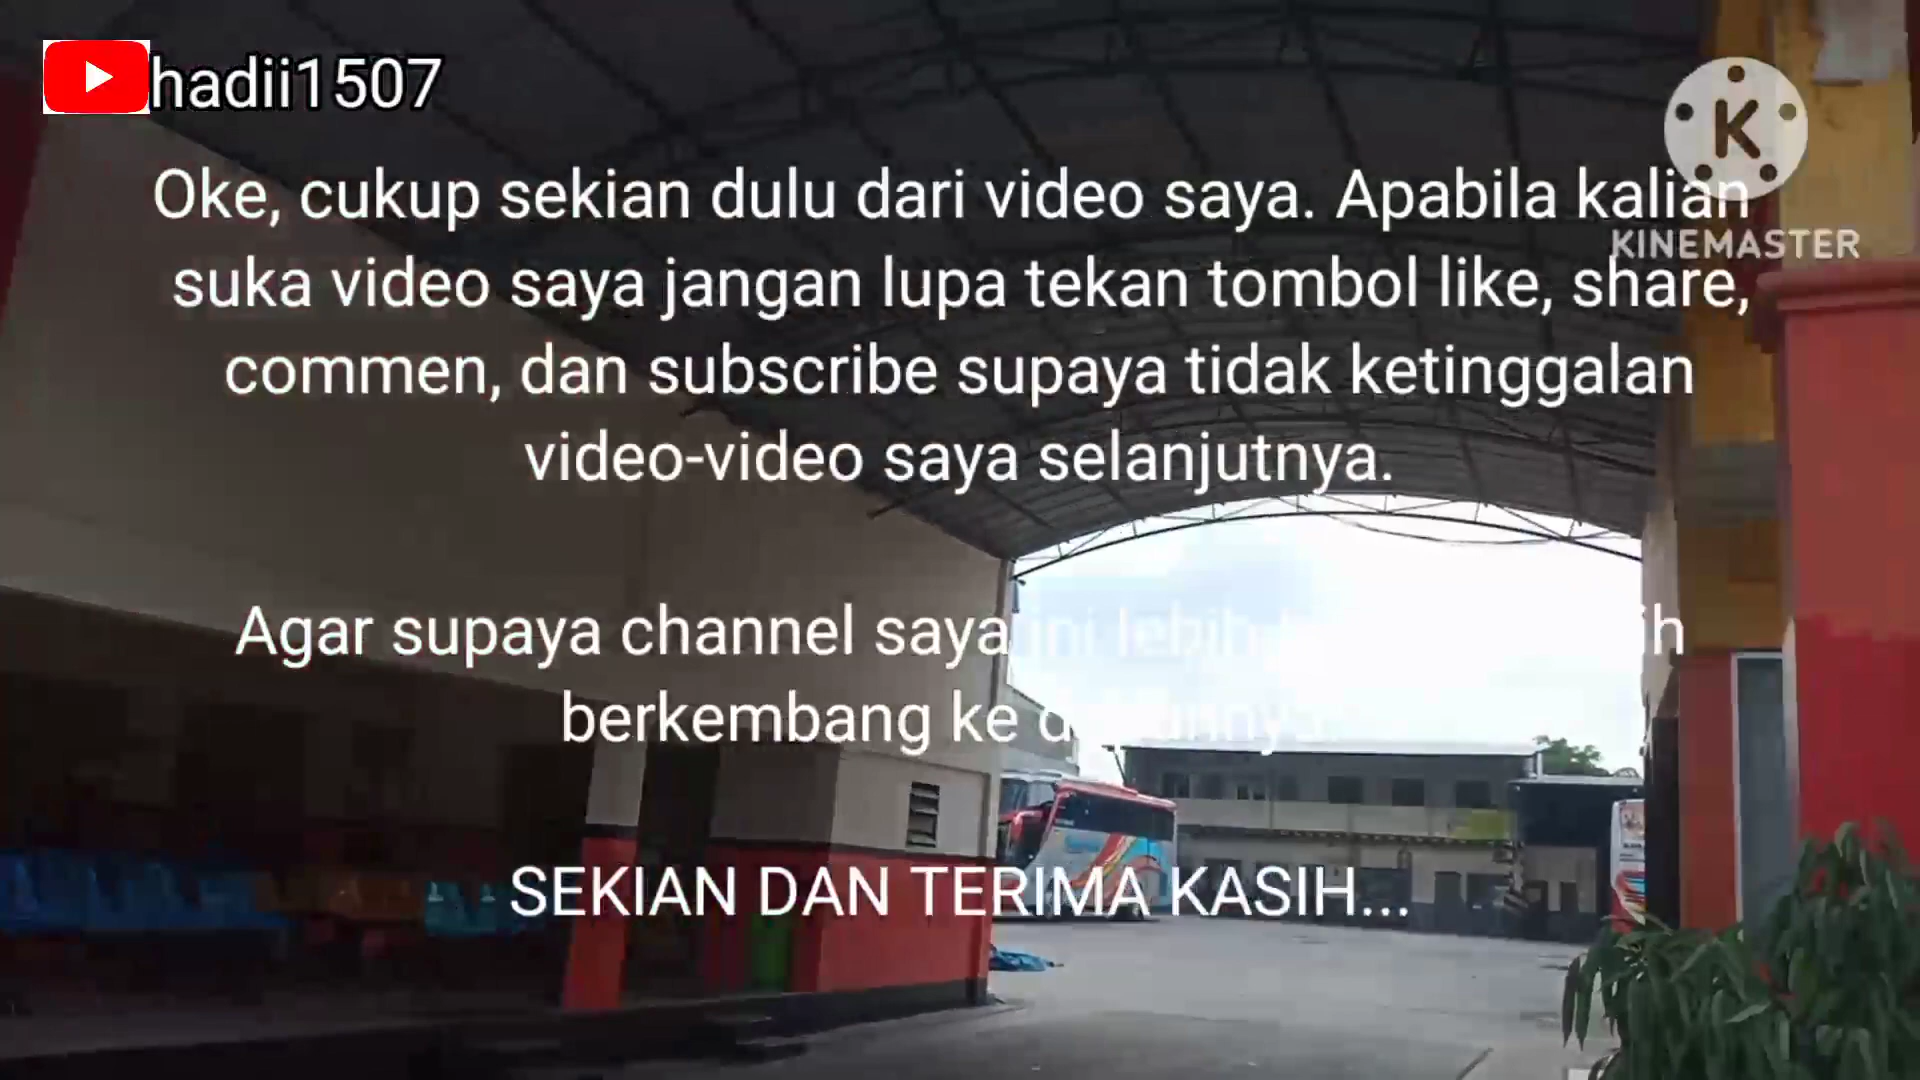 hadii1507
KINEMASTER
Oke, cukup sekian dulu dari video saya. Apabila kalian
suka video saya jangan lupa tekan tombol like, share,
commen, dan subscribe supaya tidak ketinggalan
video-video saya selanjutnya.
Agar supaya channel saya ini lebih
berkembang ke
SEKIAN DAN TERIMA KASIH...